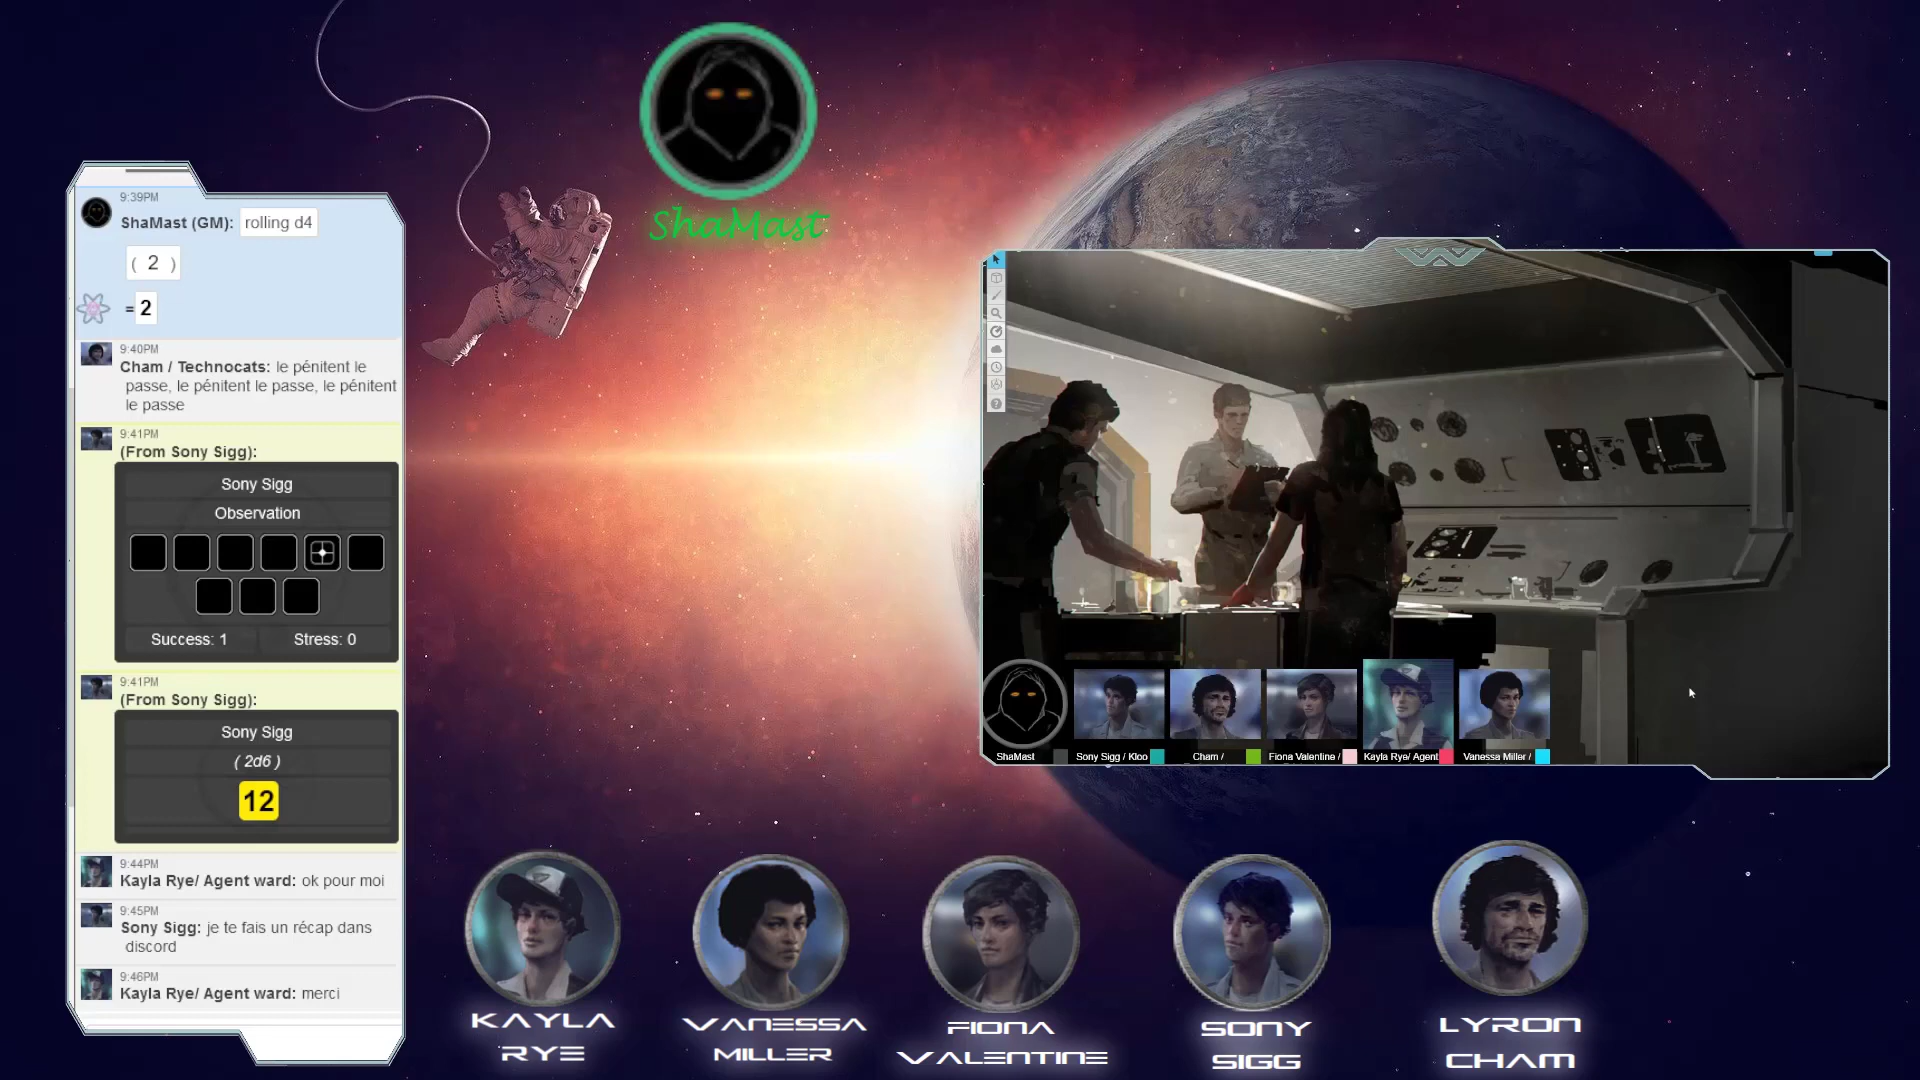 ShaMast
9:39PM
ShaMast (GM): rolling d4
( 2 )
=2
9:40PM
Cham / Technocats: le pénitent le
passe, le pénitent le passe, le pénitent
le passe
9:41PM
(From Sony Sigg):
Sony Sigg
Observation
Success: 1 Stress: 0
9:41PM
(From Sony Sigg):
Sony Sigg
( 2d6 )
12
9:44PM
Kayla Rye/ Agent ward: ok pour moi
9:45PM
Sony Sigg: je te fais un récap dans
discord
9:46PM
Kayla Rye/ Agent ward: merci
ShaMast
Sony Sigg / Kloo
Cham /
Fiona Valentine /
Kayla Rye/ Agent
Vanessa Miller /
KAYLA
RYE
VANESSA
MILLER
FIONA
VALENTINE
SONY
SIGG
LYRON
CHAM